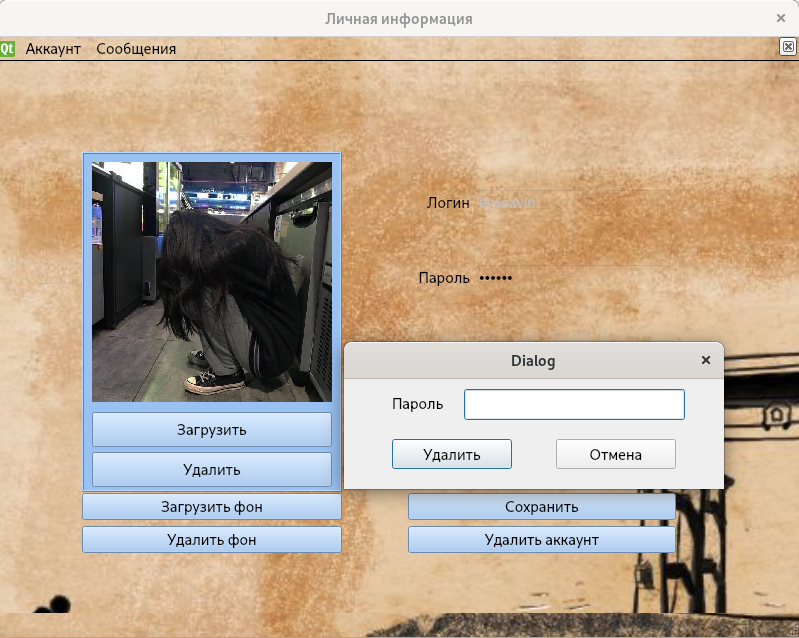 Личная информация
Qt Аккаунт Сообщения
Логин
Пароль ••••••
Dialog
Пароль
Удалить Отмена
Загрузить
Удалить
Загрузить фон
Сохранить
Удалить фон
Удалить аккаунт